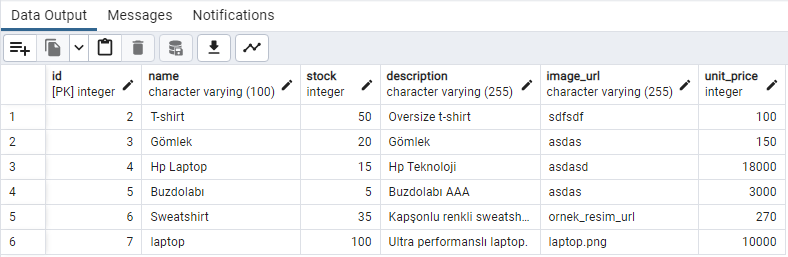 Data Output Messages Notifications
id name stock description image_url unit_price
[PK] integer character varying (100) integer character varying (255) character varying (255) integer
1 2 T-shirt 50 Oversize t-shirt sdfsdf 100
2 3 Gömlek 20 Gömlek asdas 150
3 4 Hp Laptop 15 Hp Teknoloji asdasd 18000
4 5 Buzdolabı 5 Buzdolabı AAA asdas 3000
5 6 Sweatshirt 35 Kapşonlu renkli sweatsh... ornek_resim_url 270
6 7 laptop 100 Ultra performanslı laptop. laptop.png 10000